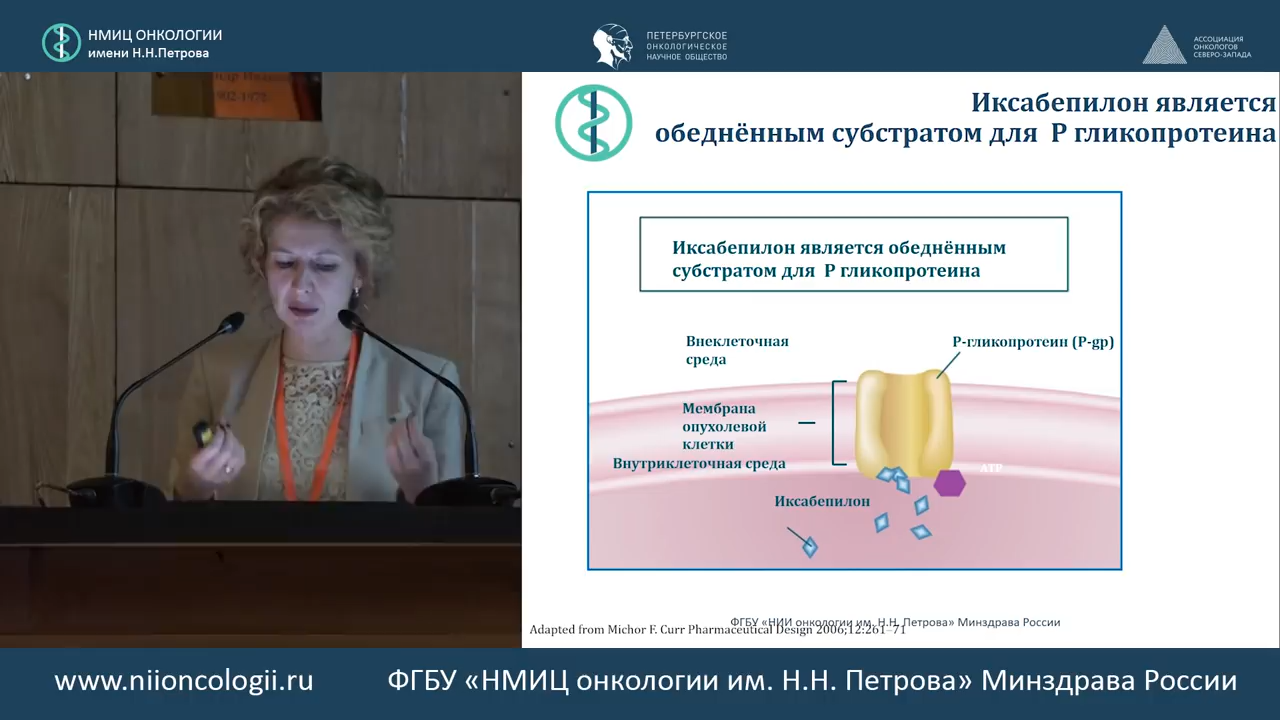 НМИЦ ОНКОЛОГИИ
имени Н.Н.Петрова
ПЕТЕРБУРГСКОЕ
ОНКОЛОГИЧЕСКОЕ
НАУЧНОЕ ОБЩЕСТВО
АССОЦИАЦИЯ
ОНКОЛОГОВ
СЕВЕРО-ЗАПАДА
Иксабепилон является
обеднённым субстратом для Р гликопротеина
Иксабепилон является обеднённым
субстратом для Р гликопротеина
Внеклеточная
среда
Р-гликопротеин (P-gp)
Мембрана
опухолевой
клетки
Внутриклеточная среда
АТР
Иксабепилон
ФГБУ «НИИ онкологии им. Н.Н. Петрова» Минздрава России
Adapted from Michor F. Curr Pharmaceutical Design 2006;12:261–71
www.niioncologii.ru
ФГБУ «НМИЦ онкологии им. Н.Н. Петрова» Минздрава России